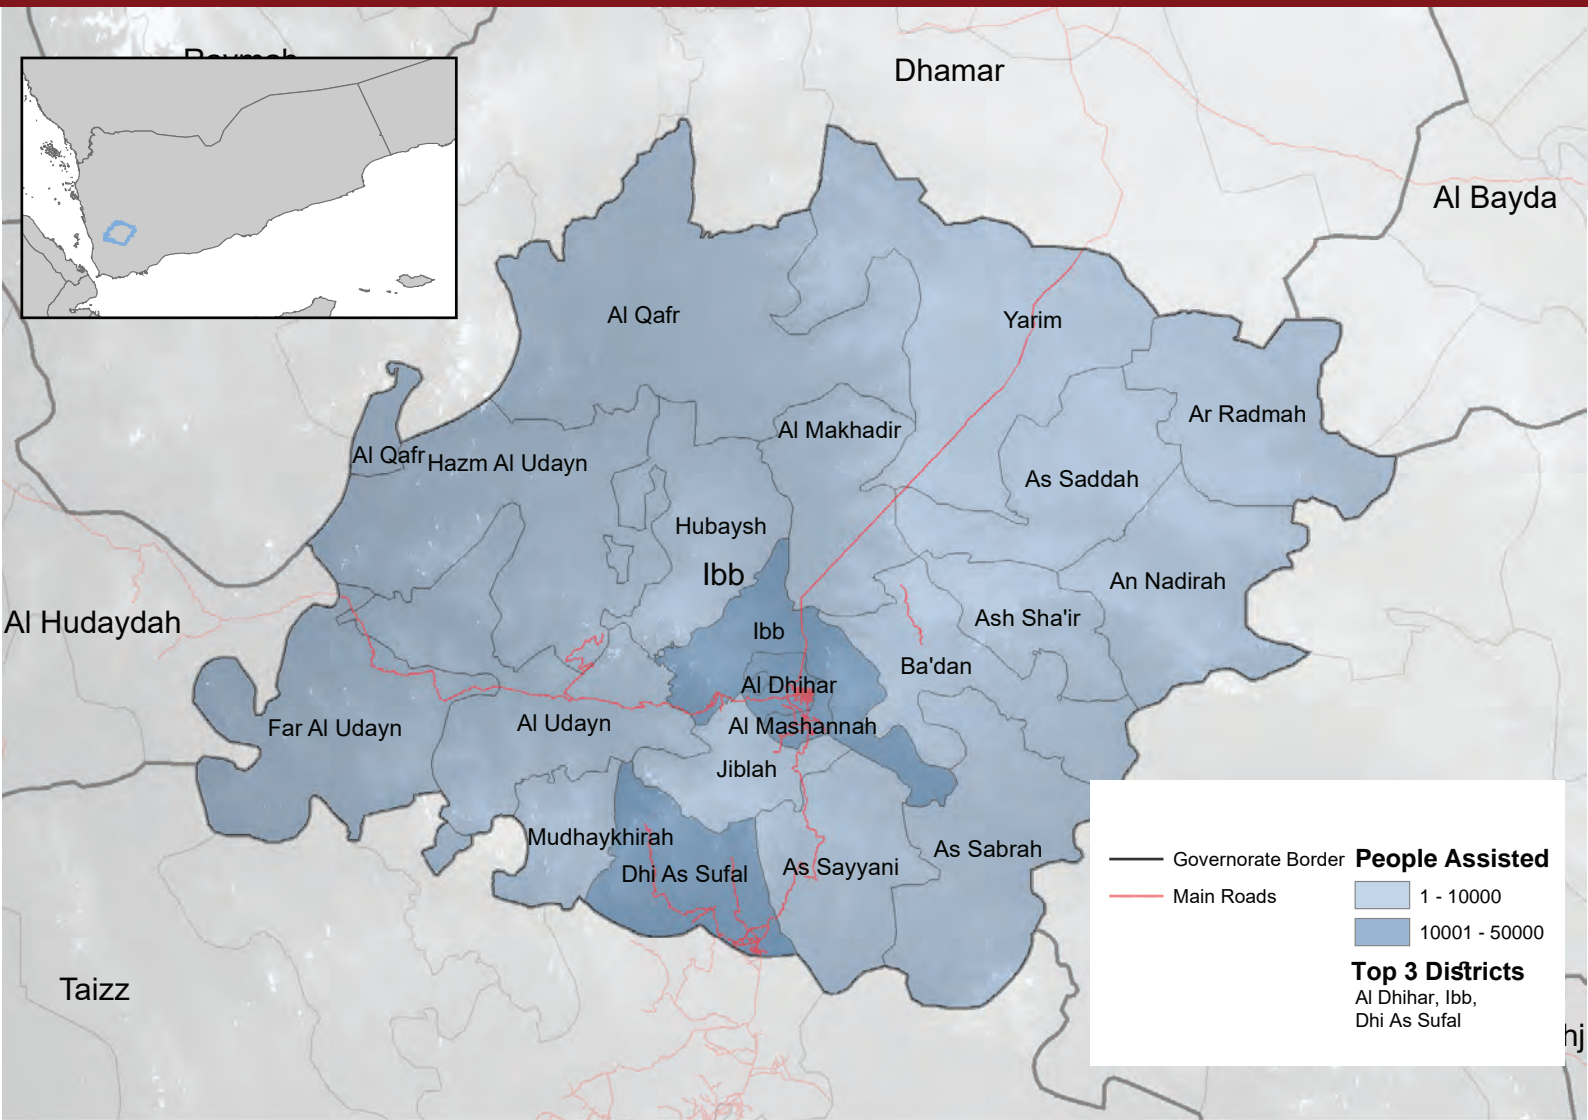 Dhamar
Al Bayda
Al Qafr
Yarim
Ar Radmah
Al Makhadir
Al Qafr
Hazm Al Udayn
As Saddah
Hubaysh
Ibb
An Nadirah
Al Hudaydah
Ibb
Ash Sha'ir
Ba'dan
Al Dhihar
Far Al Udayn
Al Udayn
Al Mashannah
Jiblah
Mudhaykhirah
Dhi As Sufal
As Sayyani
As Sabrah
Taizz
Governorate Border
Main Roads
People Assisted
1 - 10000
10001 - 50000
Top 3 Districts
Al Dhihar, Ibb,
Dhi As Sufal
hj